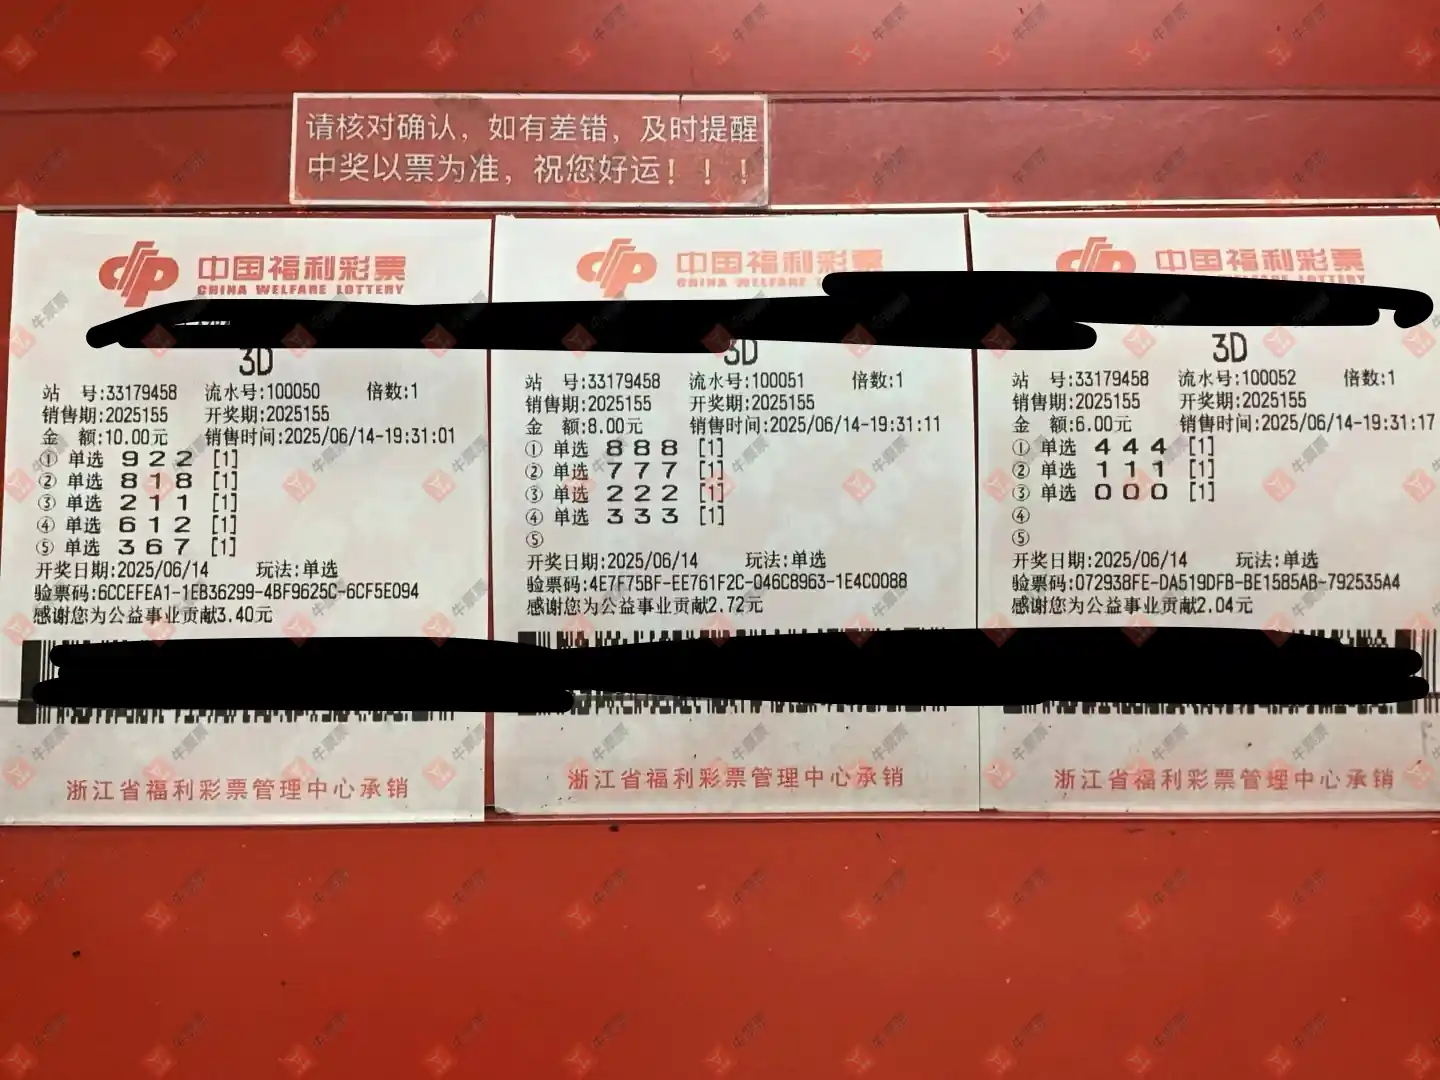 请核对确认，如有差错，及时提醒
中奖以票为准，祝您好运！！！
中国福利彩票
CHINA WELFARE LOTTERY
3D
站 号:33179458 流水号:100050 倍数:1
销售期:2025155 开奖期:2025155
金 额:10.00元 销售时间:2025/06/14-19:31:01
① 单选 9 2 2 [1]
② 单选 8 1 8 [1]
③ 单选 2 1 1 [1]
④ 单选 6 1 2 [1]
⑤ 单选 3 6 7 [1]
开奖日期:2025/06/14 玩法:单选
验票码:6CCEFEA1-1EB36299-4BF9625C-6CF5E094
感谢您为公益事业贡献3.40元
浙江省福利彩票管理中心承销
中国福利彩票
CHINA WELFARE
3D
站 号:33179458 流水号:100051 倍数:1
销售期:2025155 开奖期:2025155
金 额:8.00元 销售时间:2025/06/14-19:31:11
① 单选 8 8 8 [1]
② 单选 7 7 7 [1]
③ 单选 2 2 2 [1]
④ 单选 3 3 3 [1]
⑤
开奖日期:2025/06/14 玩法:单选
验票码:4E7F75BF-EE761F2C-046C8963-1E4C0088
感谢您为公益事业贡献2.72元
浙江省福利彩票管理中心承销
中国福利彩票
3D
站 号:33179458 流水号:100052 倍数:1
销售期:2025155 开奖期:2025155
金 额:6.00元 销售时间:2025/06/14-19:31:17
① 单选 4 4 4 [1]
② 单选 1 1 1 [1]
③ 单选 0 0 0 [1]
④
⑤
开奖日期:2025/06/14 玩法:单选
验票码:072938FE-DA519DFB-BE1585AB-792535A4
感谢您为公益事业贡献2.04元
浙江省福利彩票管理中心承销